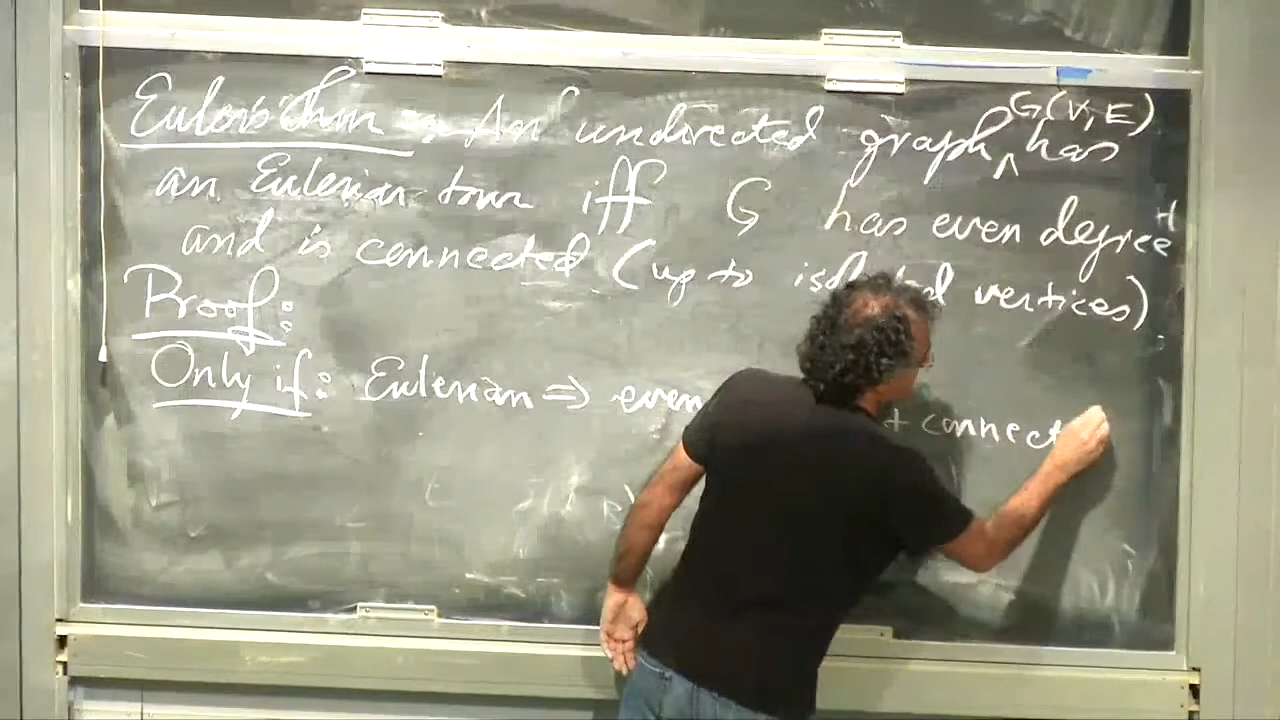 Euler's thm : An undirected graph G(V,E) has
an Eulerian tour iff G has even degree
and is connected (up to isolated vertices).
Proof:
Only if: Eulerian ⇒ even + connect